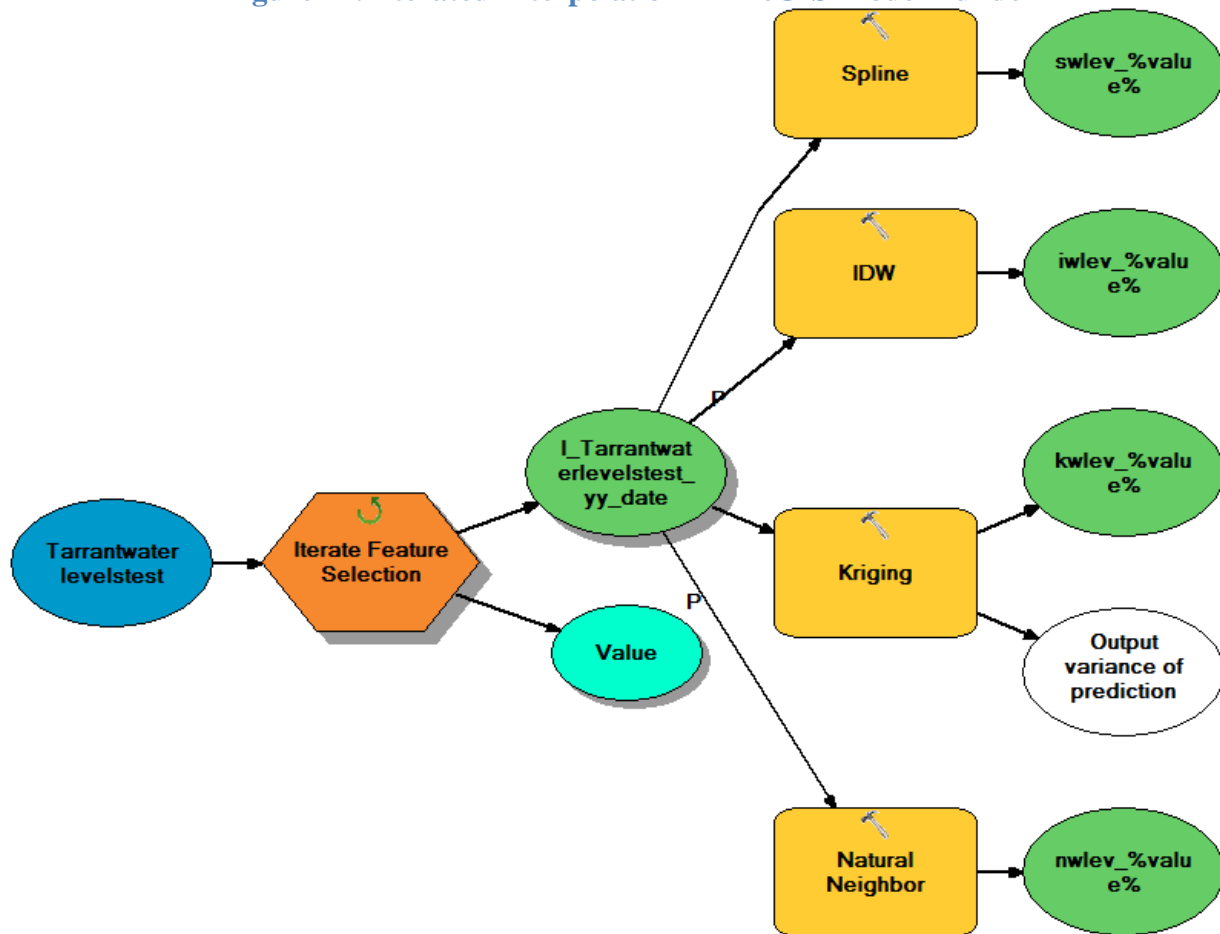 Spline
swlev_%valu
e%
IDW
iwlev_%valu
e%
P
I_Tarrantwat
erlevelstest_
yy_date
kwlev_%valu
e%
Tarrantwater
levelstest
Iterate Feature
Selection
Kriging
P
Value
Output
variance of
prediction
Natural
Neighbor
nwlev_%valu
e%